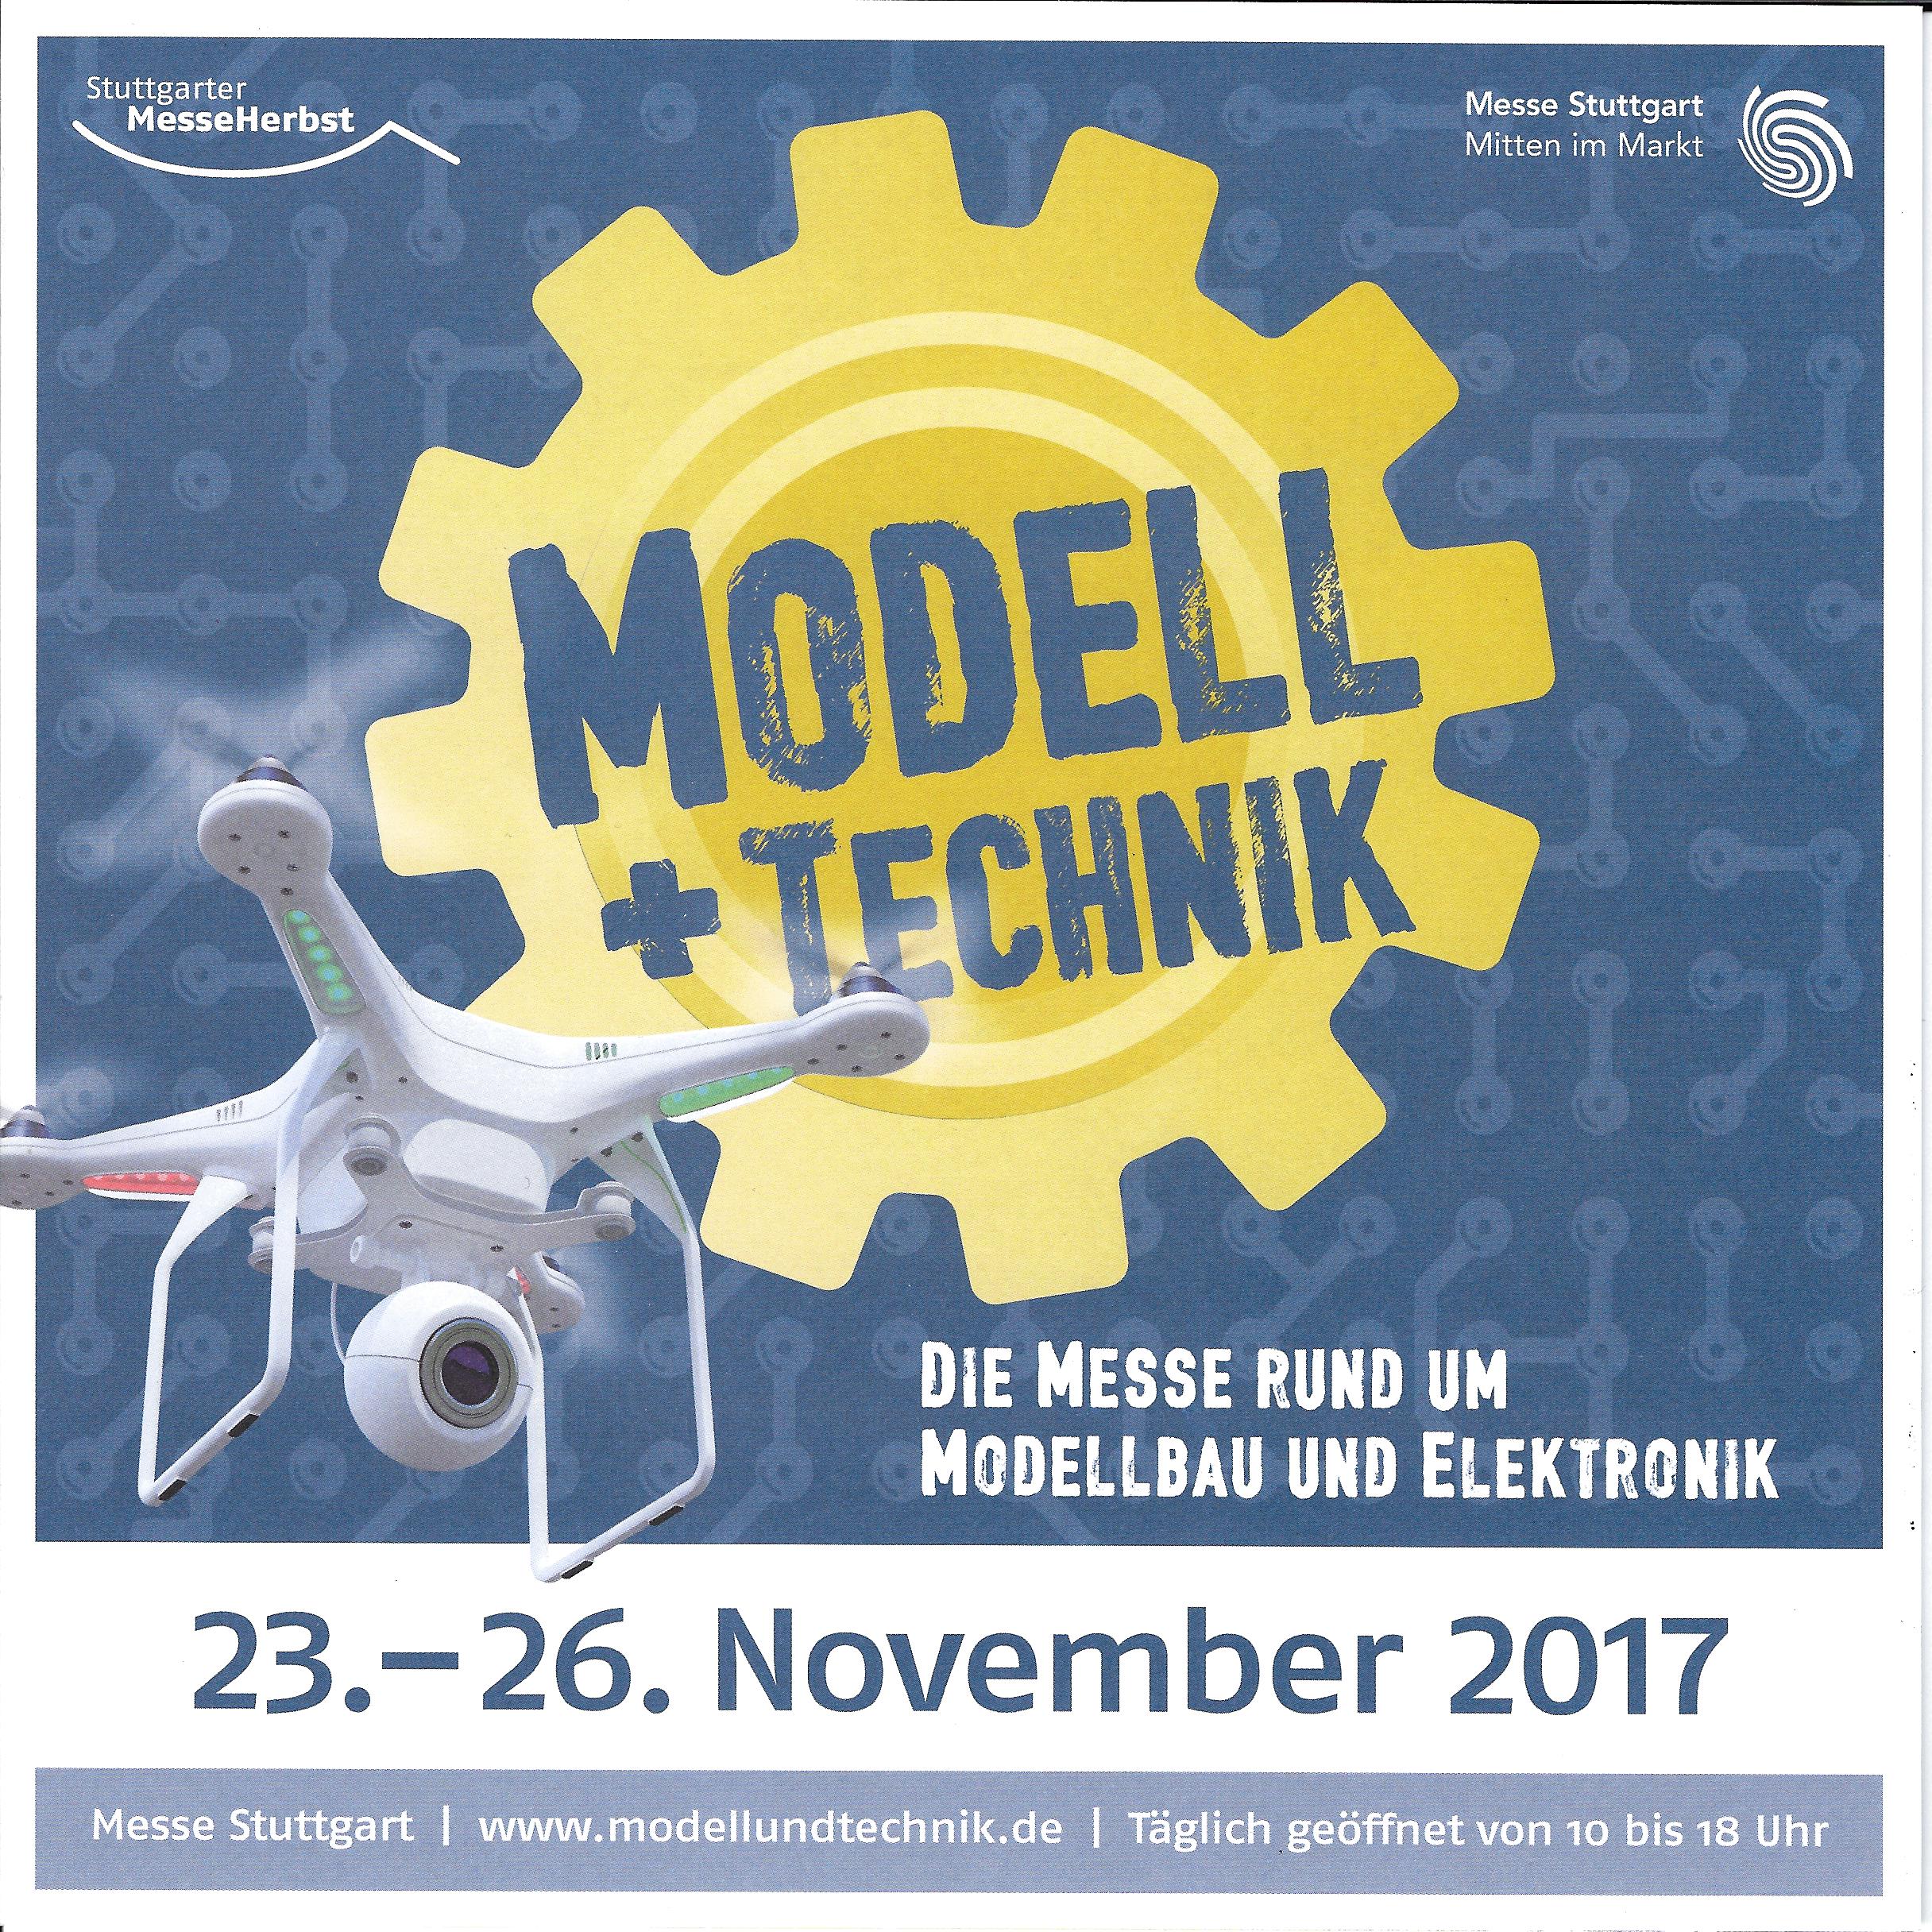 Stuttgarter
MesseHerbst
Messe Stuttgart
Mitten im Markt
MODELL
+ TECHNIK
DIE MESSE RUND UM
MODELLBAU UND ELEKTRONIK
23.–26. November 2017
Messe Stuttgart | www.modellundtechnik.de | Täglich geöffnet von 10 bis 18 Uhr